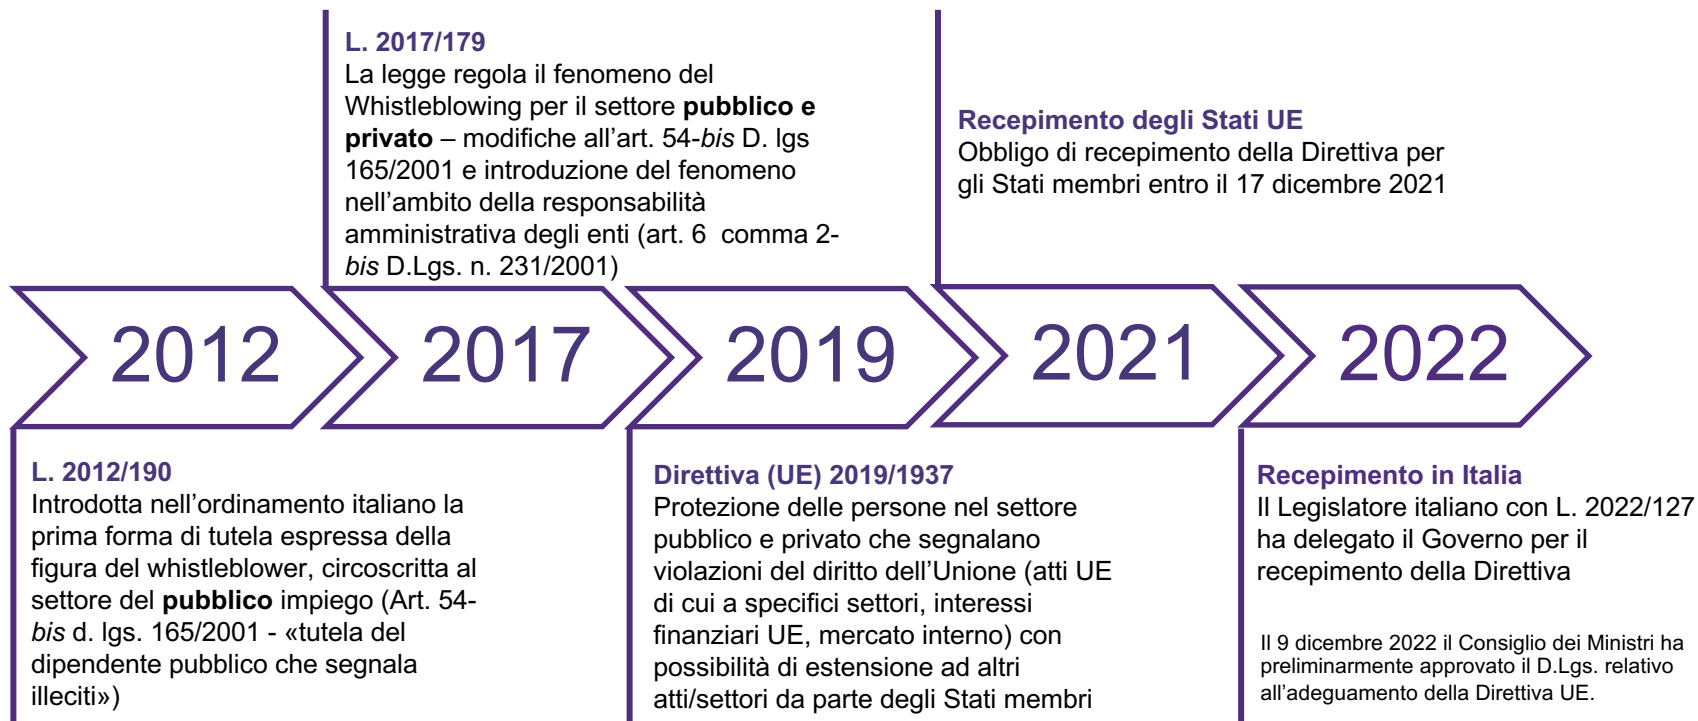 L. 2017/179
La legge regola il fenomeno del
Whistleblowing per il settore pubblico e
privato – modifiche all’art. 54-bis D. lgs
165/2001 e introduzione del fenomeno
nell’ambito della responsabilità
amministrativa degli enti (art. 6  comma 2-
bis D.Lgs. n. 231/2001)
Recepimento degli Stati UE
Obbligo di recepimento della Direttiva per
gli Stati membri entro il 17 dicembre 2021
2012
2017
2019
2021
2022
L. 2012/190
Introdotta nell’ordinamento italiano la
prima forma di tutela espressa della
figura del whistleblower, circoscritta al
settore del pubblico impiego (Art. 54-
bis d. lgs. 165/2001 - «tutela del
dipendente pubblico che segnala
illeciti»)
Direttiva (UE) 2019/1937
Protezione delle persone nel settore
pubblico e privato che segnalano
violazioni del diritto dell’Unione (atti UE
di cui a specifici settori, interessi
finanziari UE, mercato interno) con
possibilità di estensione ad altri
atti/settori da parte degli Stati membri
Recepimento in Italia
Il Legislatore italiano con L. 2022/127
ha delegato il Governo per il
recepimento della Direttiva
Il 9 dicembre 2022 il Consiglio dei Ministri ha
preliminarmente approvato il D.Lgs. relativo
all’adeguamento della Direttiva UE.